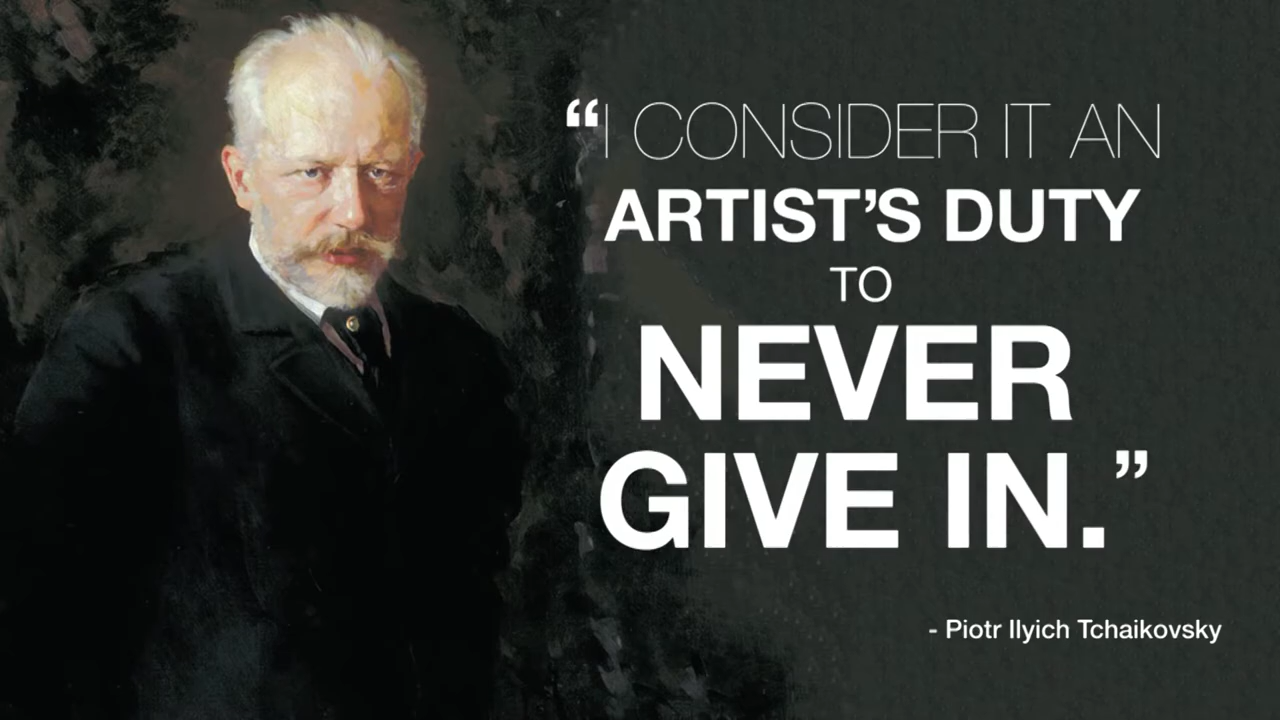 “I CONSIDER IT AN
ARTIST’S DUTY
TO
NEVER
GIVE IN.”
- Piotr Ilyich Tchaikovsky